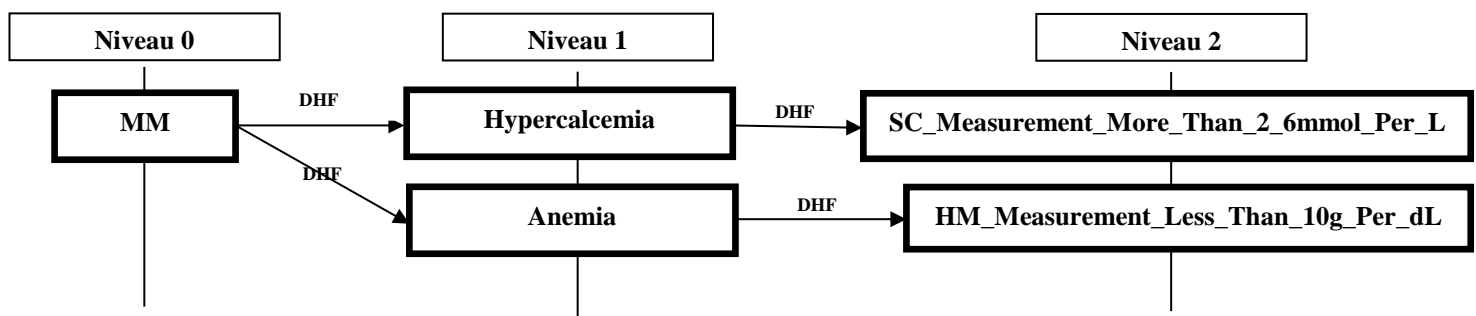 Niveau 0 Niveau 1 Niveau 2
DHF DHF
MM Hypercalcemia SC_Measurement_More_Than_2_6mmol_Per_L
DHF DHF
Anemia HM_Measurement_Less_Than_10g_Per_dL